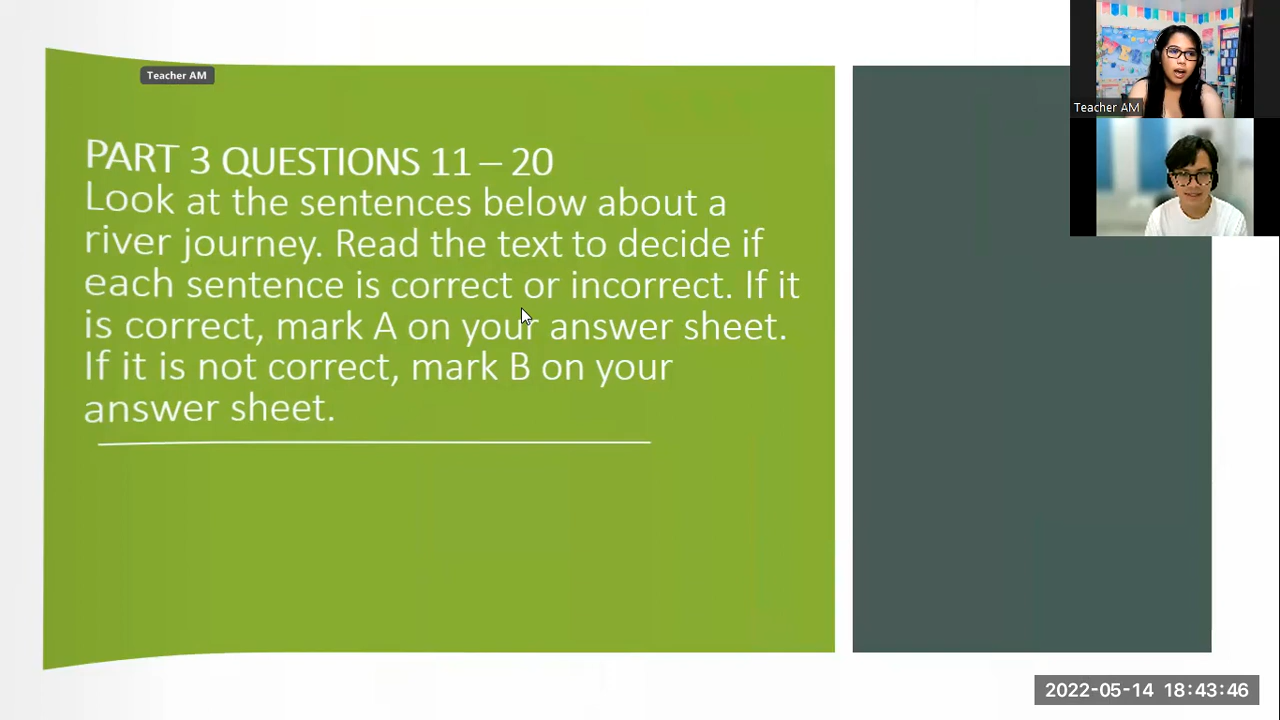 Teacher AM
PART 3 QUESTIONS 11 – 20
Look at the sentences below about a
river journey. Read the text to decide if
each sentence is correct or incorrect. If it
is correct, mark A on your answer sheet.
If it is not correct, mark B on your
answer sheet.
Teacher AM
2022-05-14 18:43:46